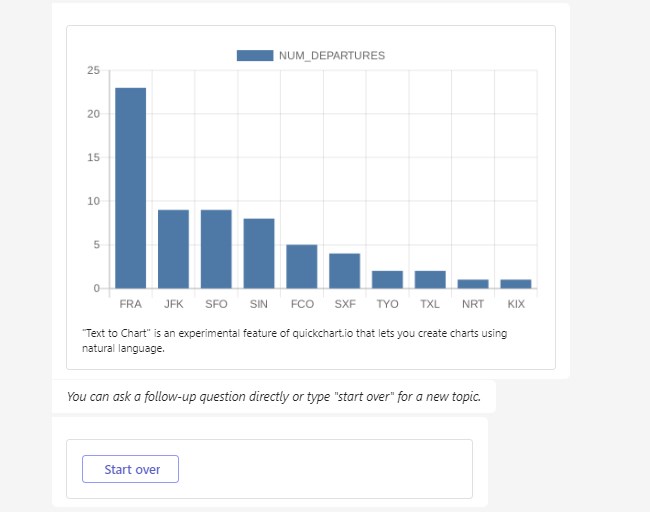 NUM_DEPARTURES
25
20
15
10
5
0
FRA JFK SFO SIN FCO SXF TYO TXL NRT KIX
"Text to Chart" is an experimental feature of quickchart.io that lets you create charts using
natural language.
You can ask a follow-up question directly or type "start over" for a new topic.
Start over